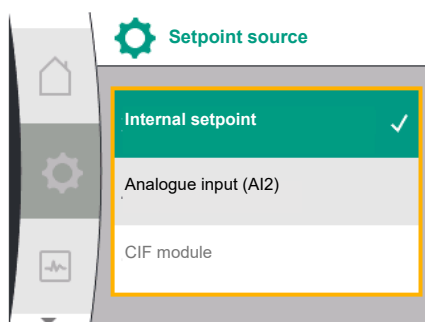 Setpoint source
Internal setpoint
Analogue input (AI2)
CIF module